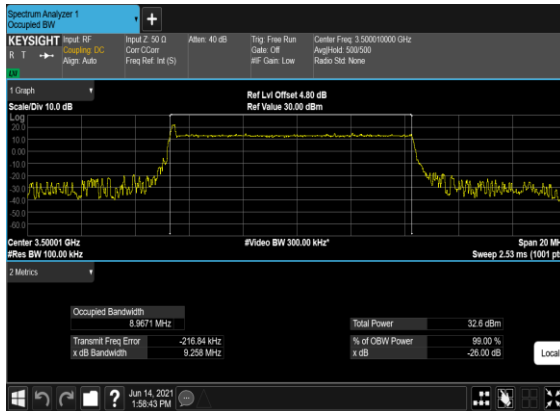 Spectrum Analyzer 1
Occupied BW
+
KEYSIGHT Input: RF Input Z: 50 Ω Atten: 40 dB Trig: Free Run Center Freq: 3.500010000 GHz
R T Coupling: DC Corr CCorr Gate: Off Avg|Hold: 500/500
Align: Auto Freq Ref: Int (S) #IF Gain: Low Radio Std: None
LXI
1 Graph
Ref Lvl Offset 4.80 dB
Scale/Div 10.0 dB Ref Value 30.00 dBm
Log
20.0
10.0
0.00
-10.0
-20.0
-30.0
-40.0
-50.0
-60.0
Center 3.50001 GHz #Video BW 300.00 kHz* Span 20 MH
#Res BW 100.00 kHz Sweep 2.53 ms (1001 pts
2 Metrics
Occupied Bandwidth
8.9671 MHz Total Power 32.6 dBm
Transmit Freq Error -216.84 kHz % of OBW Power 99.00 %
x dB Bandwidth 9.258 MHz x dB -26.00 dB
Local
? Jun 14, 2021
1:58:43 PM